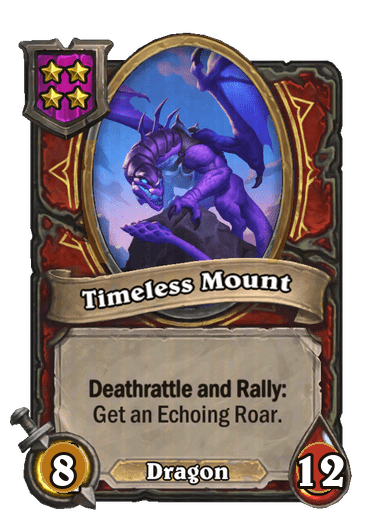 Timeless Mount
Deathrattle and Rally:
Get an Echoing Roar.
8
Dragon
12